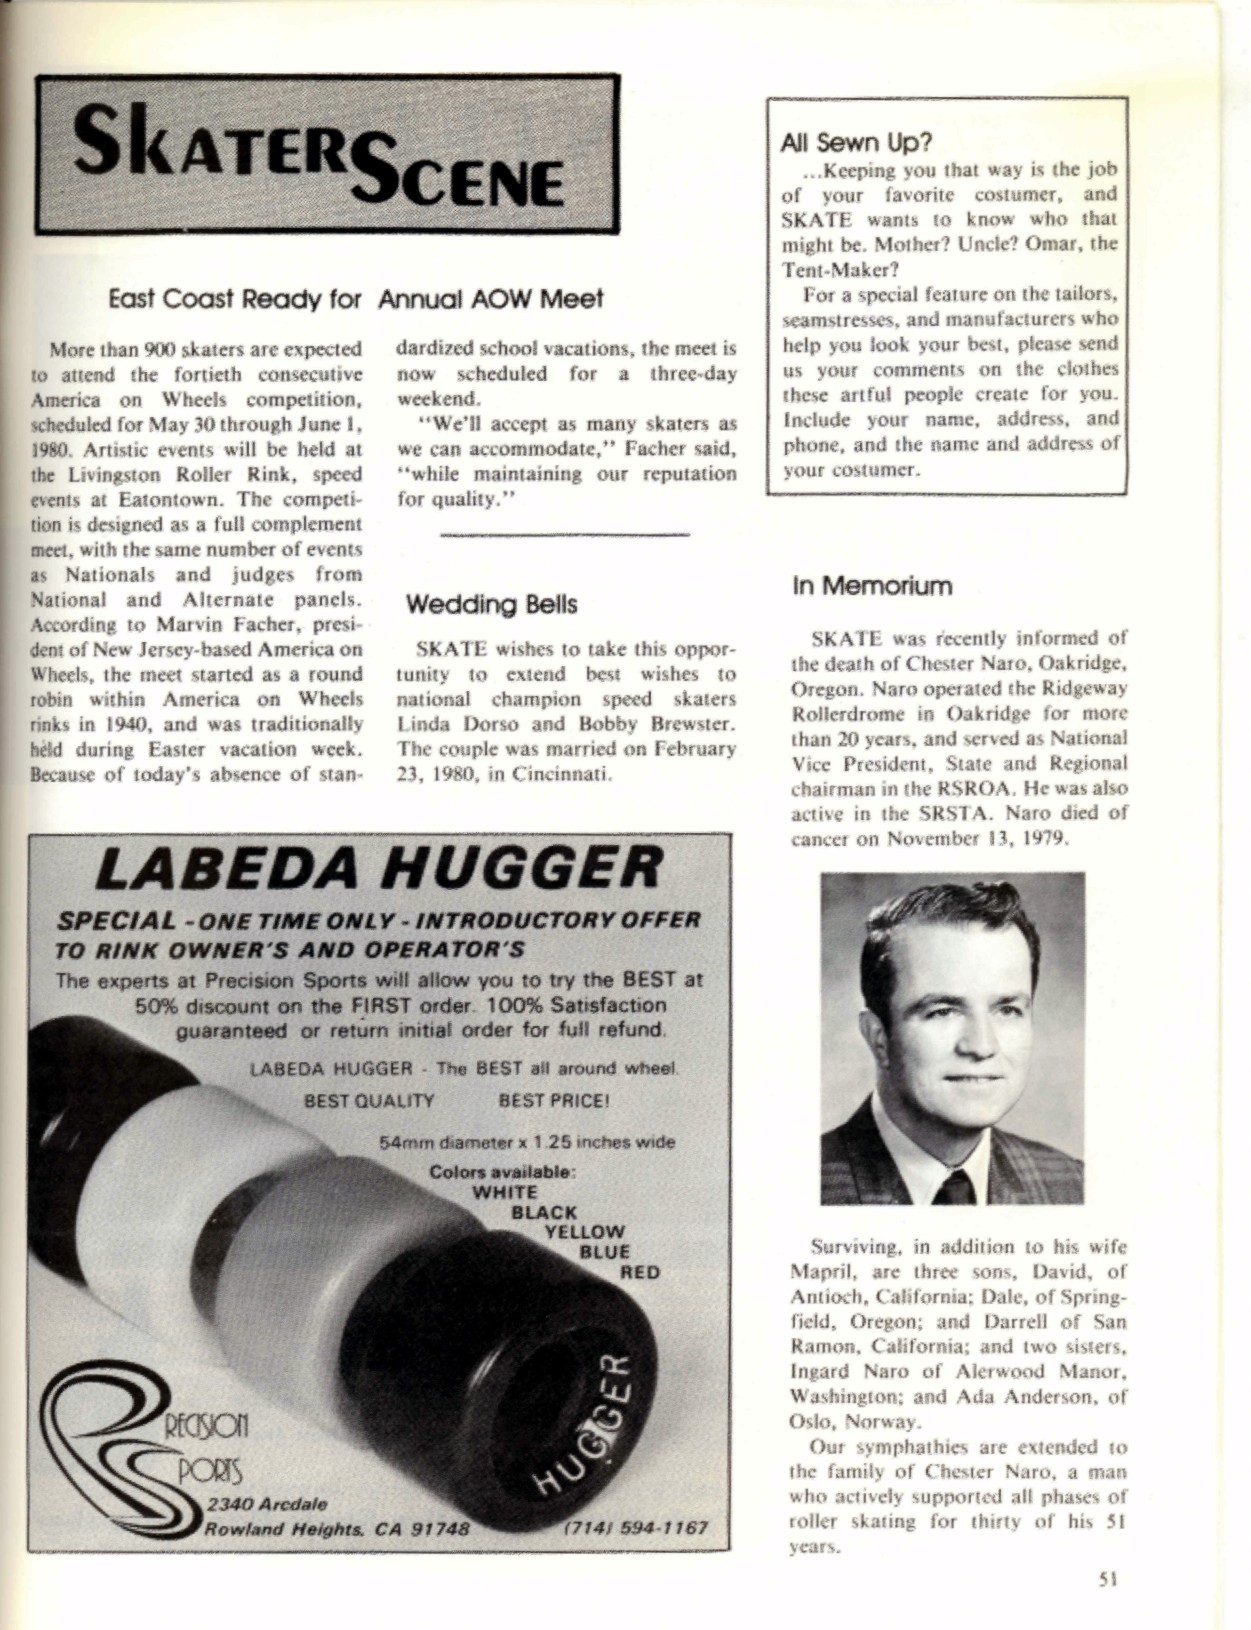 SKATERSCENE
East Coast Ready for Annual AOW Meet
More than 900 skaters are expected
to attend the fortieth consecutive
America on Wheels competition,
scheduled for May 30 through June 1,
1980. Artistic events will be held at
the Livingston Roller Rink, speed
events at Eatontown. The competi-
tion is designed as a full complement
meet, with the same number of events
as Nationals and judges from
National and Alternate panels.
According to Marvin Facher, presi-
dent of New Jersey-based America on
Wheels, the meet started as a round
robin within America on Wheels
rinks in 1940, and was traditionally
held during Easter vacation week.
Because of today's absence of stan-
dardized school vacations, the meet is
now scheduled for a three-day
weekend.
"We'll accept as many skaters as
we can accommodate," Facher said,
"while maintaining our reputation
for quality."
Wedding Bells
SKATE wishes to take this oppor-
tunity to extend best wishes to
national champion speed skaters
Linda Dorso and Bobby Brewster.
The couple was married on February
23, 1980, in Cincinnati.
LABEDA HUGGER
SPECIAL - ONE TIME ONLY - INTRODUCTORY OFFER
TO RINK OWNER'S AND OPERATOR'S
The experts at Precision Sports will allow you to try the BEST at
50% discount on the FIRST order. 100% Satisfaction
guaranteed or return initial order for full refund.
LABEDA HUGGER - The BEST all around wheel.
BEST QUALITY BEST PRICE!
54mm diameter x 1.25 inches wide
Colors available:
WHITE
BLACK
YELLOW
BLUE
RED
HUGGER
PRECISION
SPORTS
2340 Arcdale
Rowland Heights, CA 91748 (714) 594-1167
All Sewn Up?
...Keeping you that way is the job
of your favorite costumer, and
SKATE wants to know who that
might be. Mother? Uncle? Omar, the
Tent-Maker?
For a special feature on the tailors,
seamstresses, and manufacturers who
help you look your best, please send
us your comments on the clothes
these artful people create for you.
Include your name, address, and
phone, and the name and address of
your costumer.
In Memorium
SKATE was recently informed of
the death of Chester Naro, Oakridge,
Oregon. Naro operated the Ridgeway
Rollerdrome in Oakridge for more
than 20 years, and served as National
Vice President, State and Regional
chairman in the RSROA. He was also
active in the SRSTA. Naro died of
cancer on November 13, 1979.
Surviving, in addition to his wife
Mapril, are three sons, David, of
Antioch, California; Dale, of Spring-
field, Oregon; and Darrell of San
Ramon, California; and two sisters,
Ingard Naro of Alerwood Manor,
Washington; and Ada Anderson, of
Oslo, Norway.
Our symphathies are extended to
the family of Chester Naro, a man
who actively supported all phases of
roller skating for thirty of his 51
years.
51